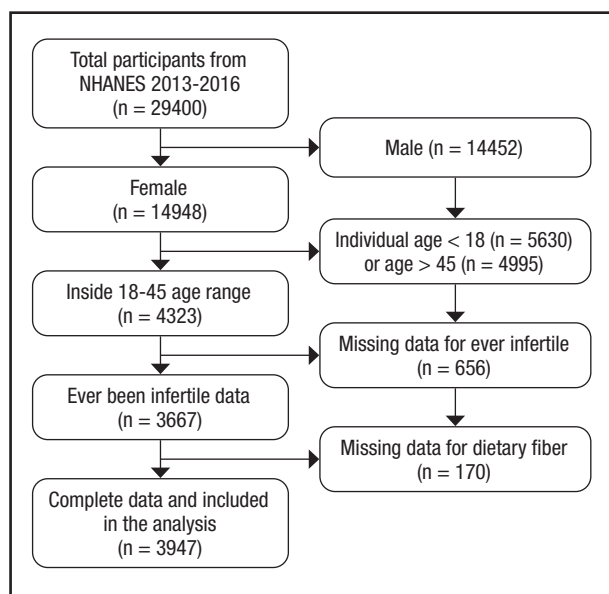 Total participants from
NHANES 2013-2016
(n = 29400)
Male (n = 14452)
Female
(n = 14948)
Individual age < 18 (n = 5630)
or age > 45 (n = 4995)
Inside 18-45 age range
(n = 4323)
Missing data for ever infertile
(n = 656)
Ever been infertile data
(n = 3667)
Missing data for dietary fiber
(n = 170)
Complete data and included
in the analysis
(n = 3947)